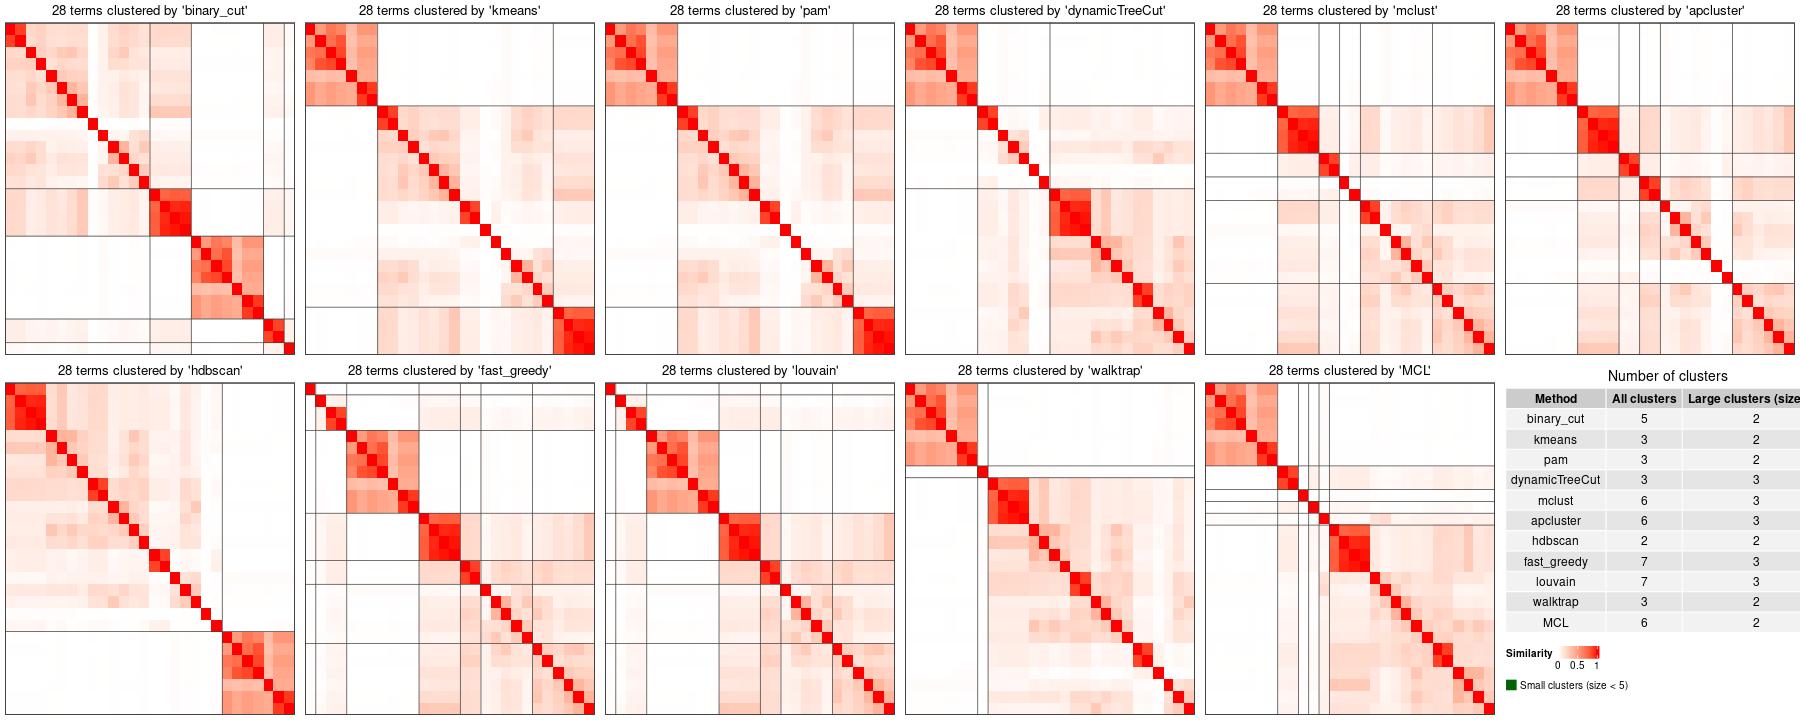 28 terms clustered by 'binary_cut'
28 terms clustered by 'kmeans'
28 terms clustered by 'pam'
28 terms clustered by 'dynamicTreeCut'
28 terms clustered by 'mclust'
28 terms clustered by 'apcluster'
28 terms clustered by 'hdbscan'
28 terms clustered by 'fast_greedy'
28 terms clustered by 'louvain'
28 terms clustered by 'walktrap'
28 terms clustered by 'MCL'
Number of clusters
Method All clusters Large clusters (size
binary_cut 5 2
kmeans 3 2
pam 3 2
dynamicTreeCut 3 3
mclust 6 3
apcluster 6 3
hdbscan 2 2
fast_greedy 7 3
louvain 7 3
walktrap 3 2
MCL 6 2
Similarity
0 0.5 1
Small clusters (size < 5)